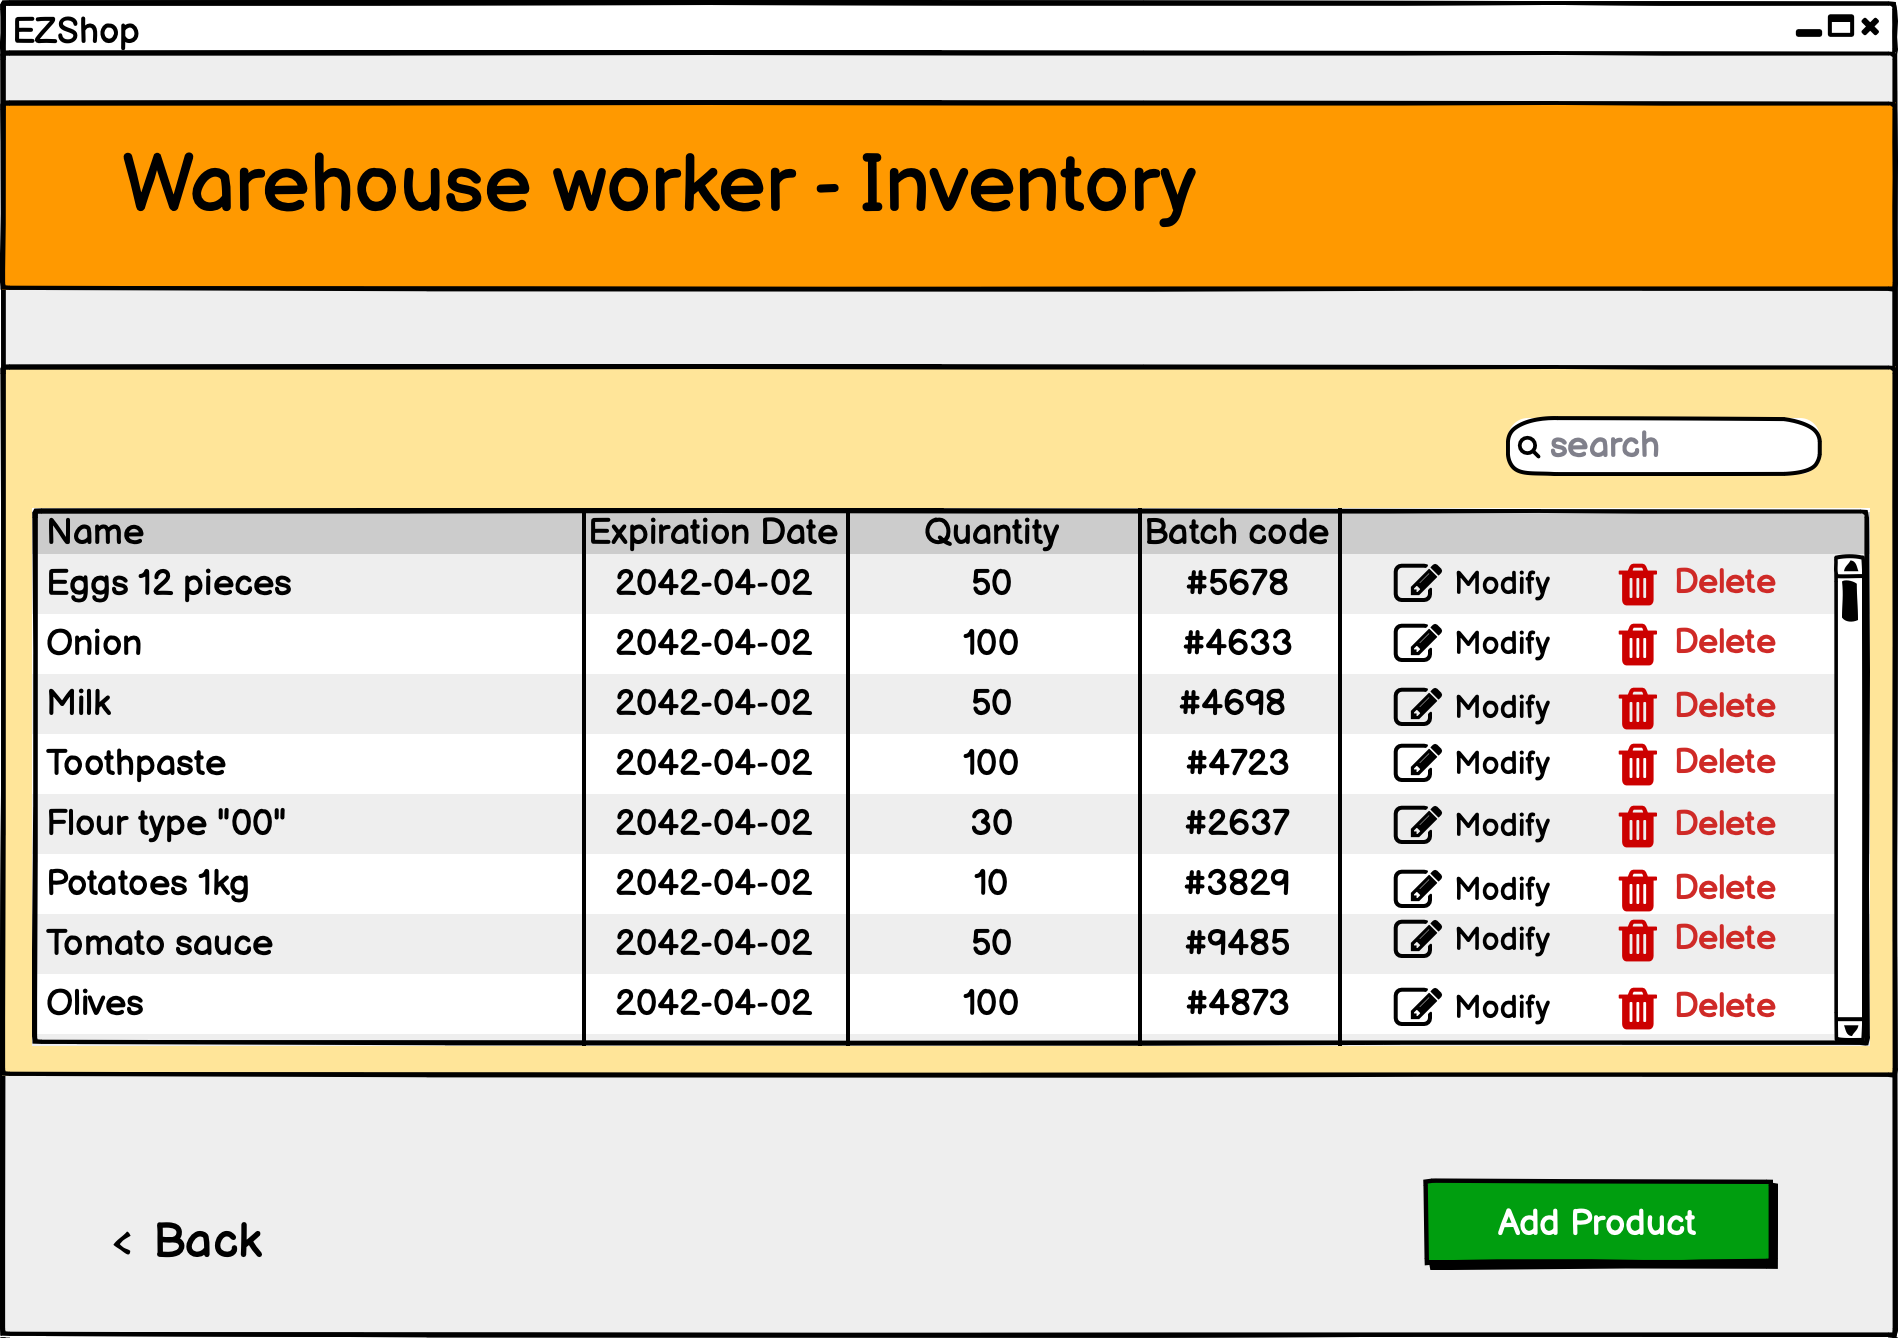 EZShop
Warehouse worker - Inventory
search
Name Expiration Date Quantity Batch code
Eggs 12 pieces 2042-04-02 50 #5678 Modify Delete
Onion 2042-04-02 100 #4633 Modify Delete
Milk 2042-04-02 50 #4698 Modify Delete
Toothpaste 2042-04-02 100 #4723 Modify Delete
Flour type "00" 2042-04-02 30 #2637 Modify Delete
Potatoes 1kg 2042-04-02 10 #3829 Modify Delete
Tomato sauce 2042-04-02 50 #9485 Modify Delete
Olives 2042-04-02 100 #4873 Modify Delete
< Back
Add Product